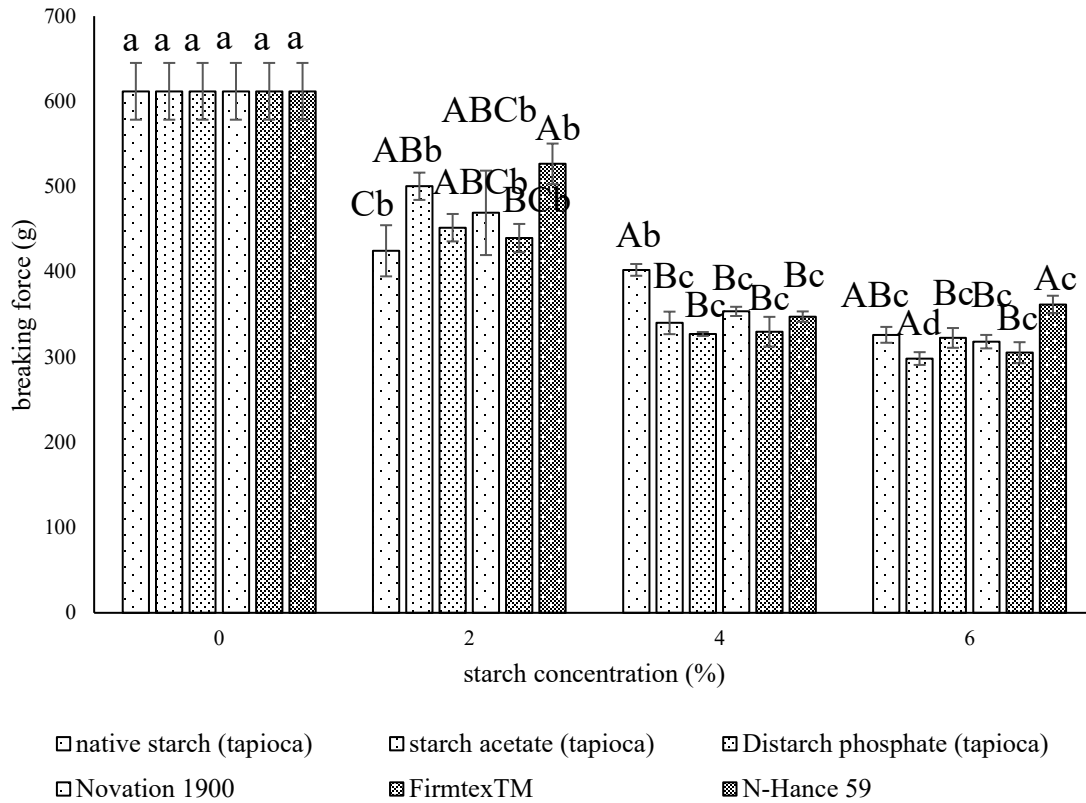 700
600
500
400
300
200
100
0
breaking force (g)
a a a a a a
Cb ABb ABCb ABCb BCb Ab
Ab Bc Bc Bc Bc Bc
ABc Ad Bc Bc Bc Ac
0 2 4 6
starch concentration (%)
native starch (tapioca) starch acetate (tapioca) Distarch phosphate (tapioca)
Novation 1900 FirmtexTM N-Hance 59